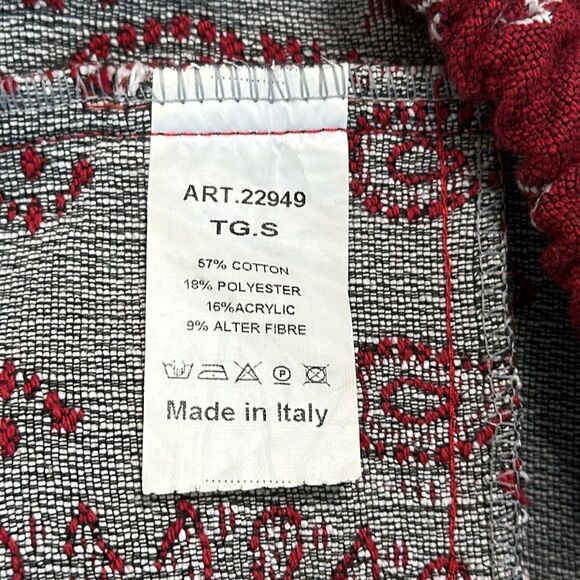 ART.22949
TG.S
57% COTTON
18% POLYESTER
16%ACRYLIC
9% ALTER FIBRE
P
Made in Italy